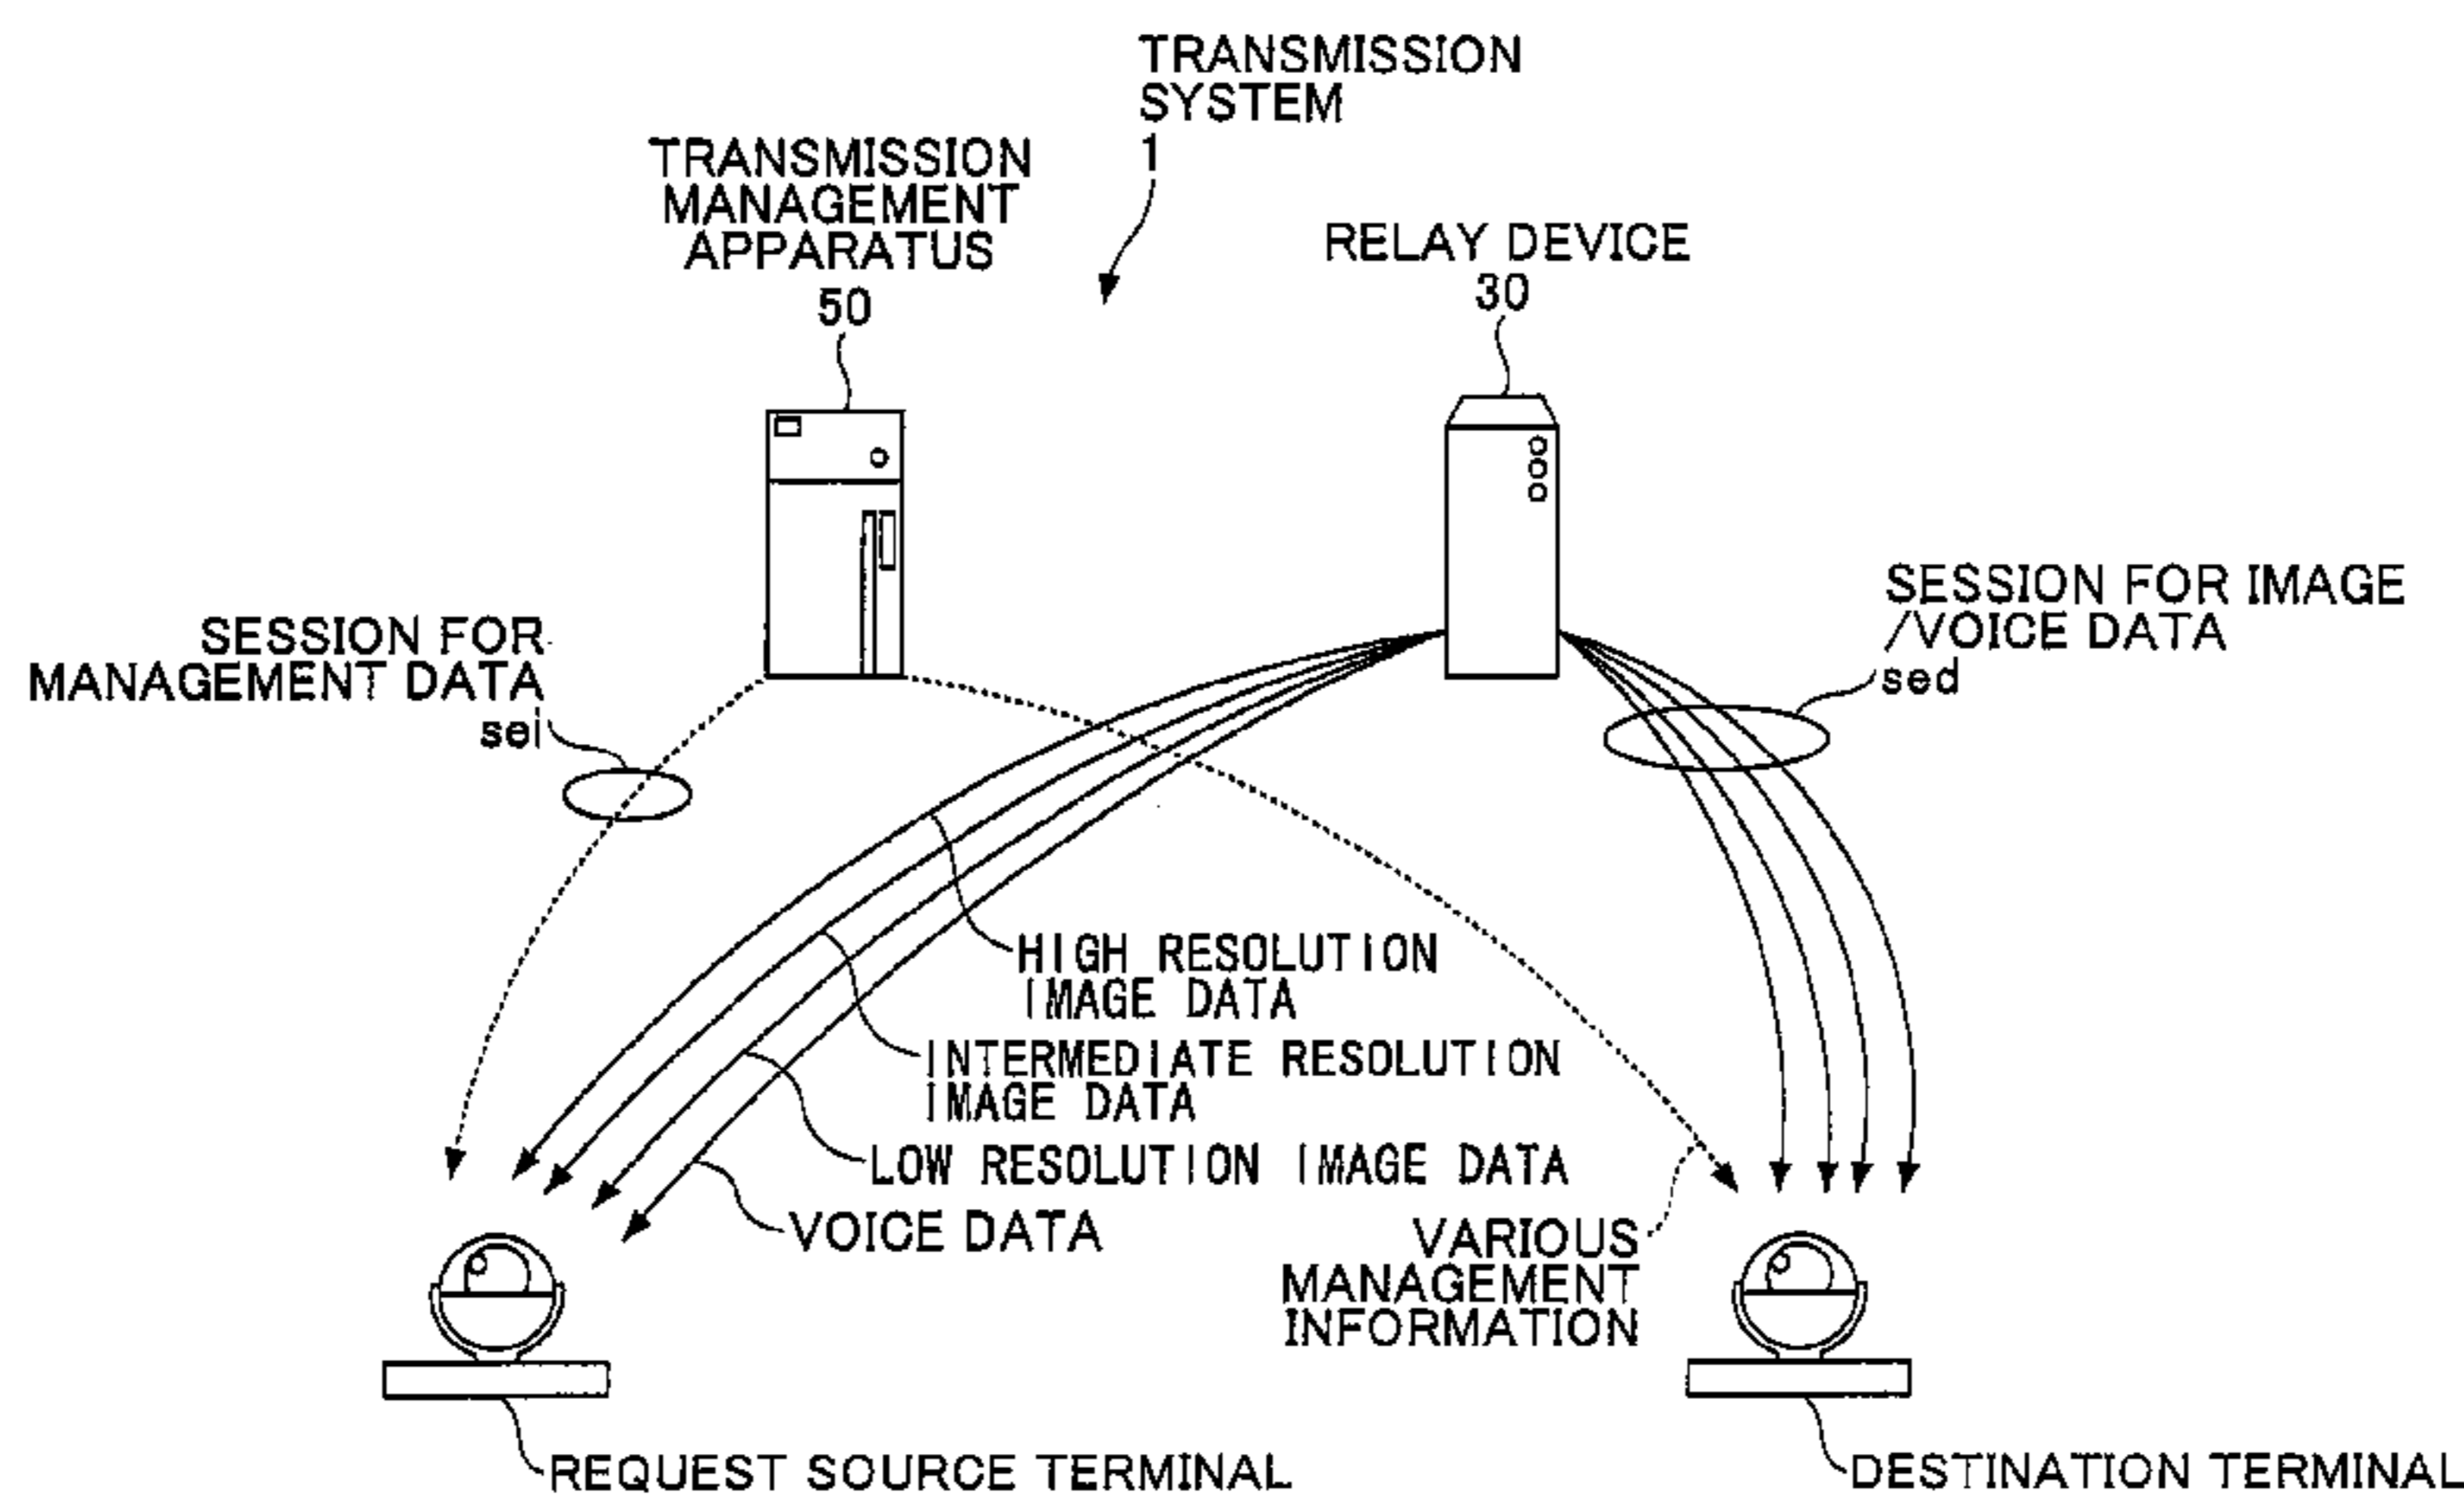 TRANSMISSION
SYSTEM
1
TRANSMISSION
MANAGEMENT
APPARATUS
50
RELAY DEVICE
30
SESSION FOR
MANAGEMENT DATA
sei
SESSION FOR IMAGE
/VOICE DATA
sed
HIGH RESOLUTION
IMAGE DATA
INTERMEDIATE RESOLUTION
IMAGE DATA
LOW RESOLUTION IMAGE DATA
VOICE DATA
VARIOUS
MANAGEMENT
INFORMATION
REQUEST SOURCE TERMINAL
DESTINATION TERMINAL